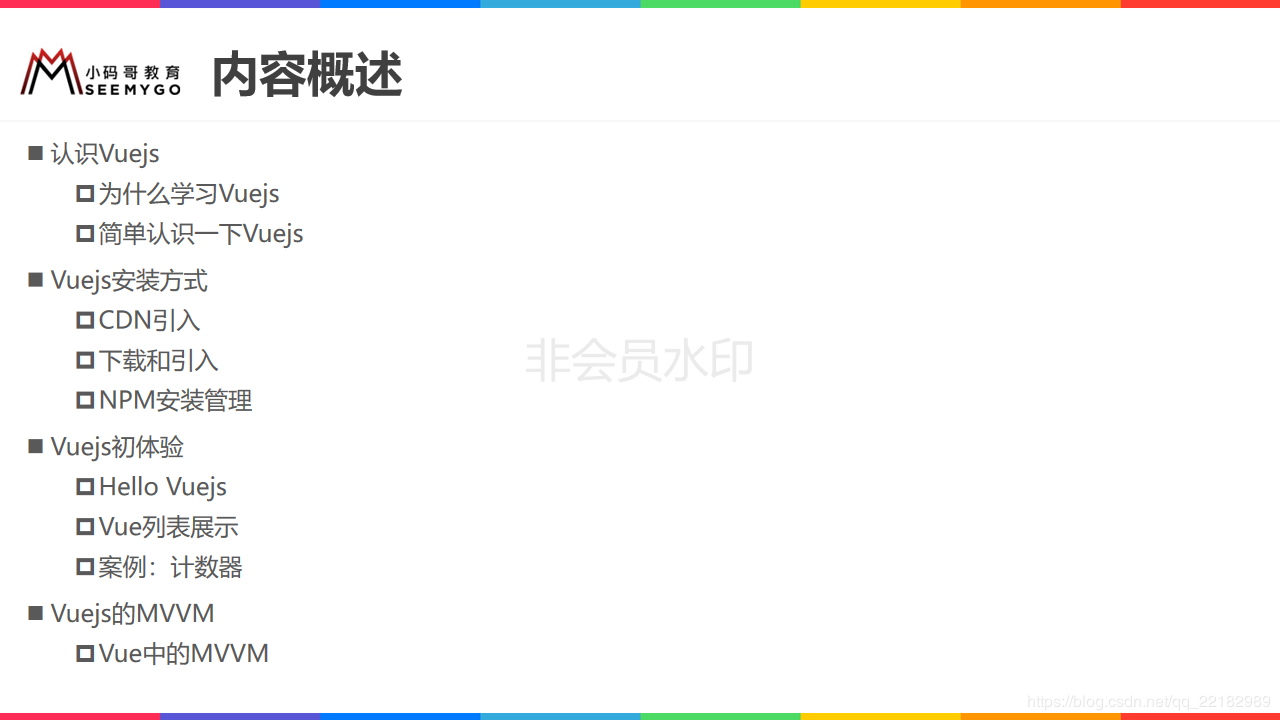 小码哥教育
SEEMYGO
内容概述
认识Vuejs
为什么学习Vuejs
简单认识一下Vuejs
Vuejs安装方式
CDN引入
下载和引入
NPM安装管理
非会员水印
Vuejs初体验
Hello Vuejs
Vue列表展示
案例：计数器
Vuejs的MVVM
Vue中的MVVM
https://blog.csdn.net/qq_22182989